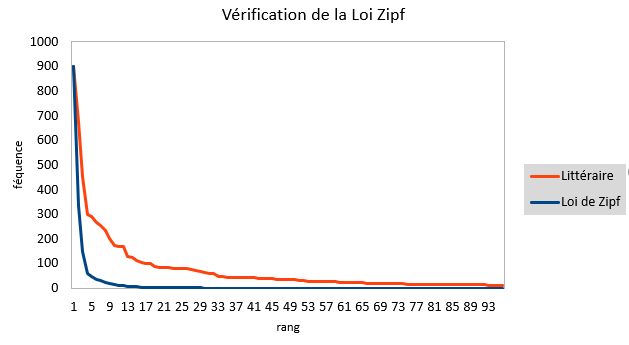 Vérification de la Loi Zipf
1000
900
800
700
600
500
400
300
200
100
0
féquence
1 5 9 13 17 21 25 29 33 37 41 45 49 53 57 61 65 69 73 77 81 85 89 93
rang
Littéraire
Loi de Zipf